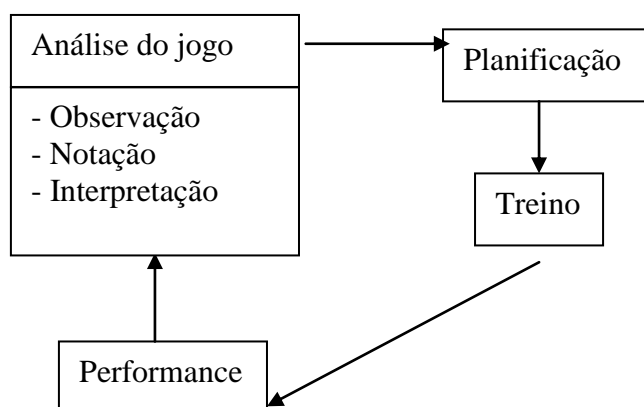 Análise do jogo
- Observação
- Notação
- Interpretação
Planificação
Treino
Performance